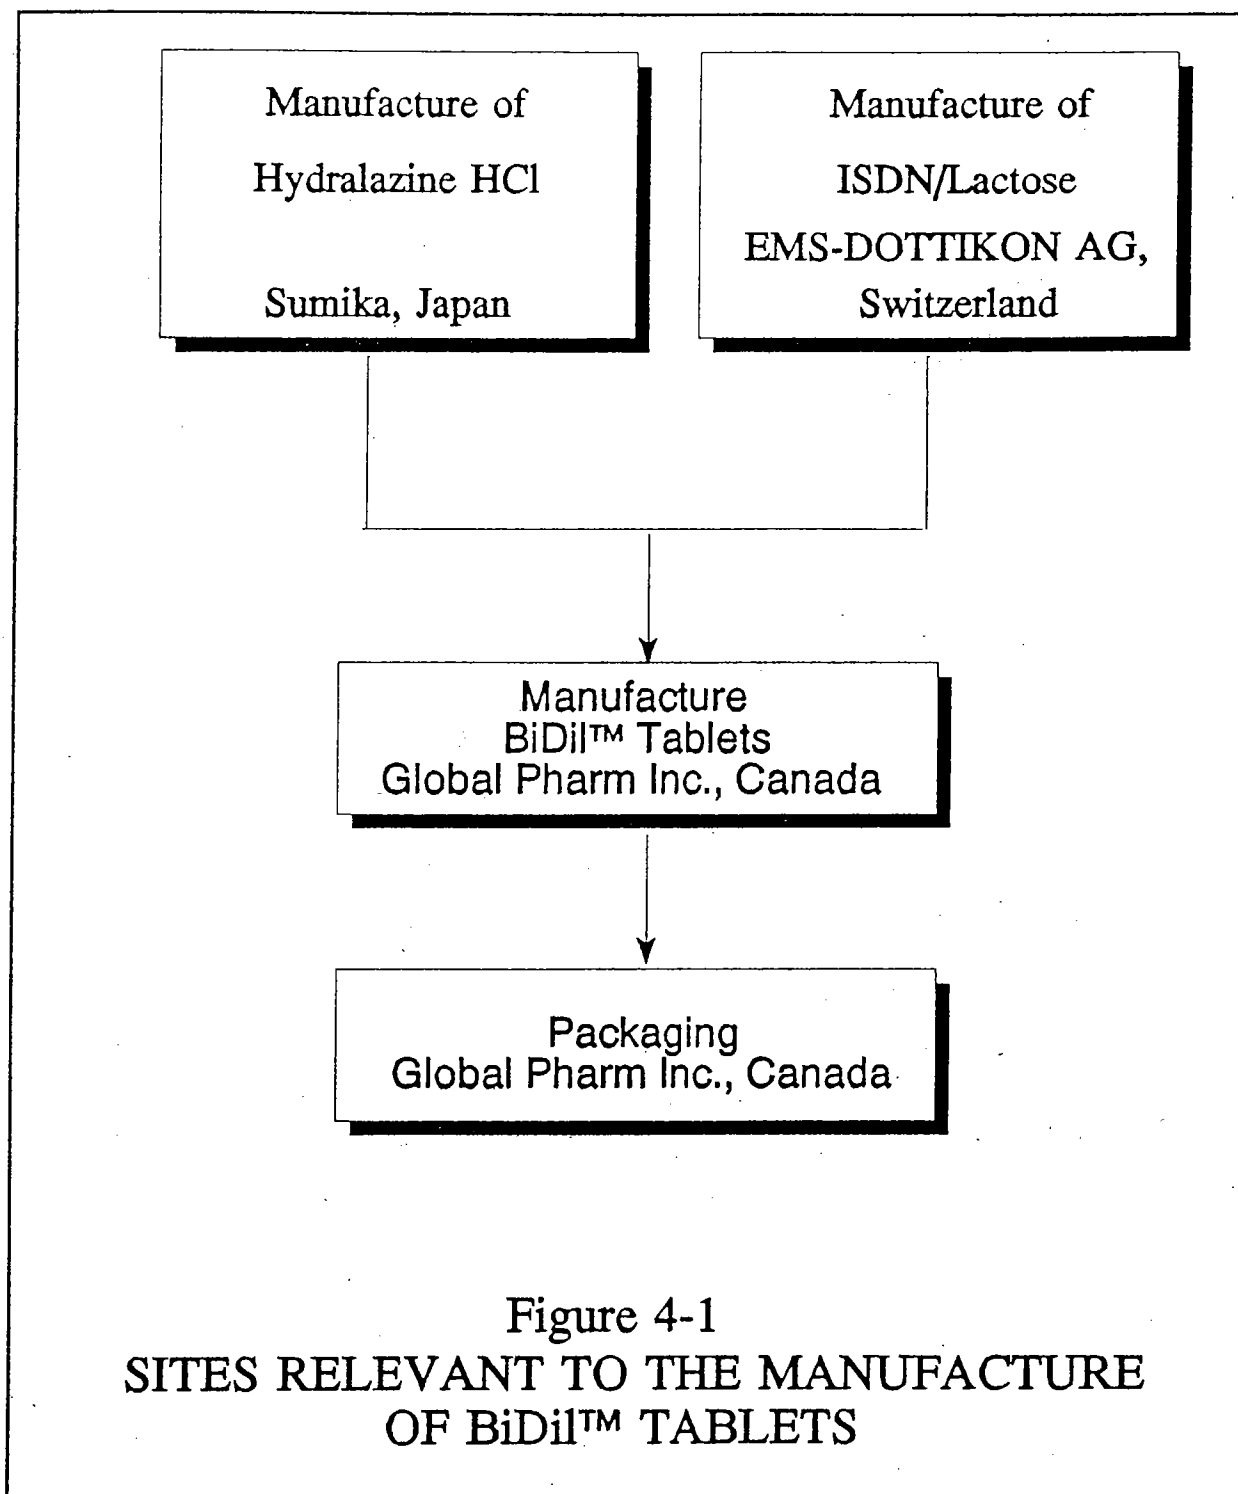 Manufacture of
Hydralazine HCl
Sumika, Japan
Manufacture of
ISDN/Lactose
EMS-DOTTIKON AG,
Switzerland
Manufacture
BiDil™ Tablets
Global Pharm Inc., Canada
Packaging
Global Pharm Inc., Canada
Figure 4-1
SITES RELEVANT TO THE MANUFACTURE
OF BiDil™ TABLETS